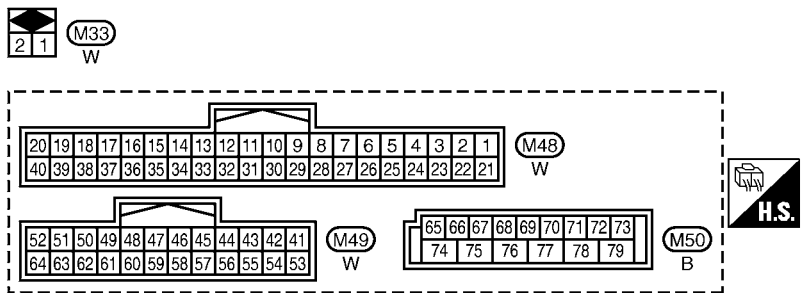 2 1
M33
W
20 19 18 17 16 15 14 13 12 11 10 9 8 7 6 5 4 3 2 1
40 39 38 37 36 35 34 33 32 31 30 29 28 27 26 25 24 23 22 21
M48
W
52 51 50 49 48 47 46 45 44 43 42 41
64 63 62 61 60 59 58 57 56 55 54 53
M49
W
65 66 67 68 69 70 71 72 73
74 75 76 77 78 79
M50
B
H.S.